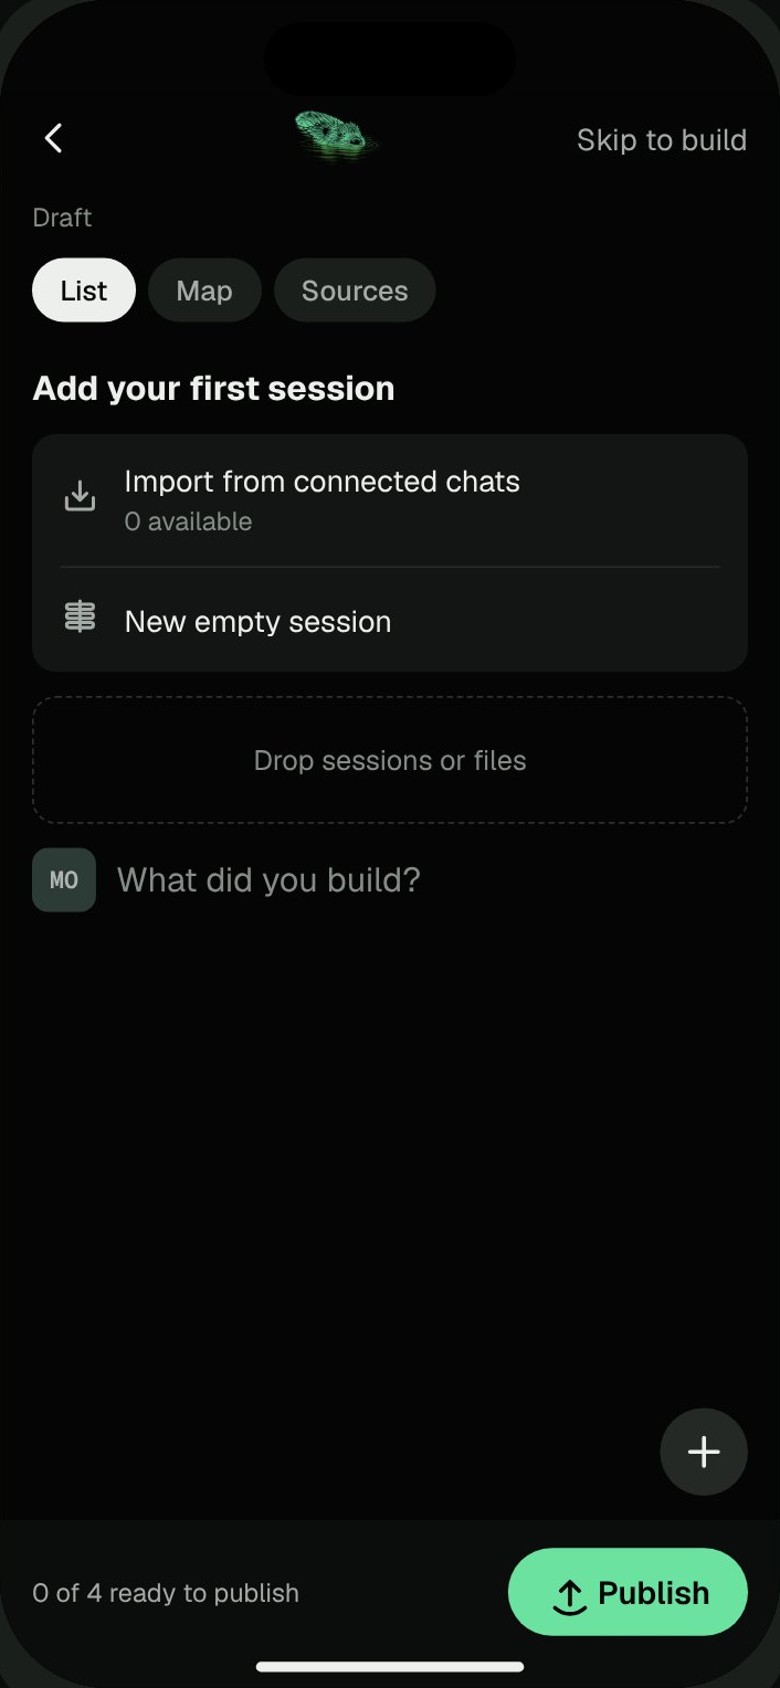 Skip to build
Draft
List
Map
Sources
Add your first session
Import from connected chats
0 available
New empty session
Drop sessions or files
MO
What did you build?
0 of 4 ready to publish
Publish